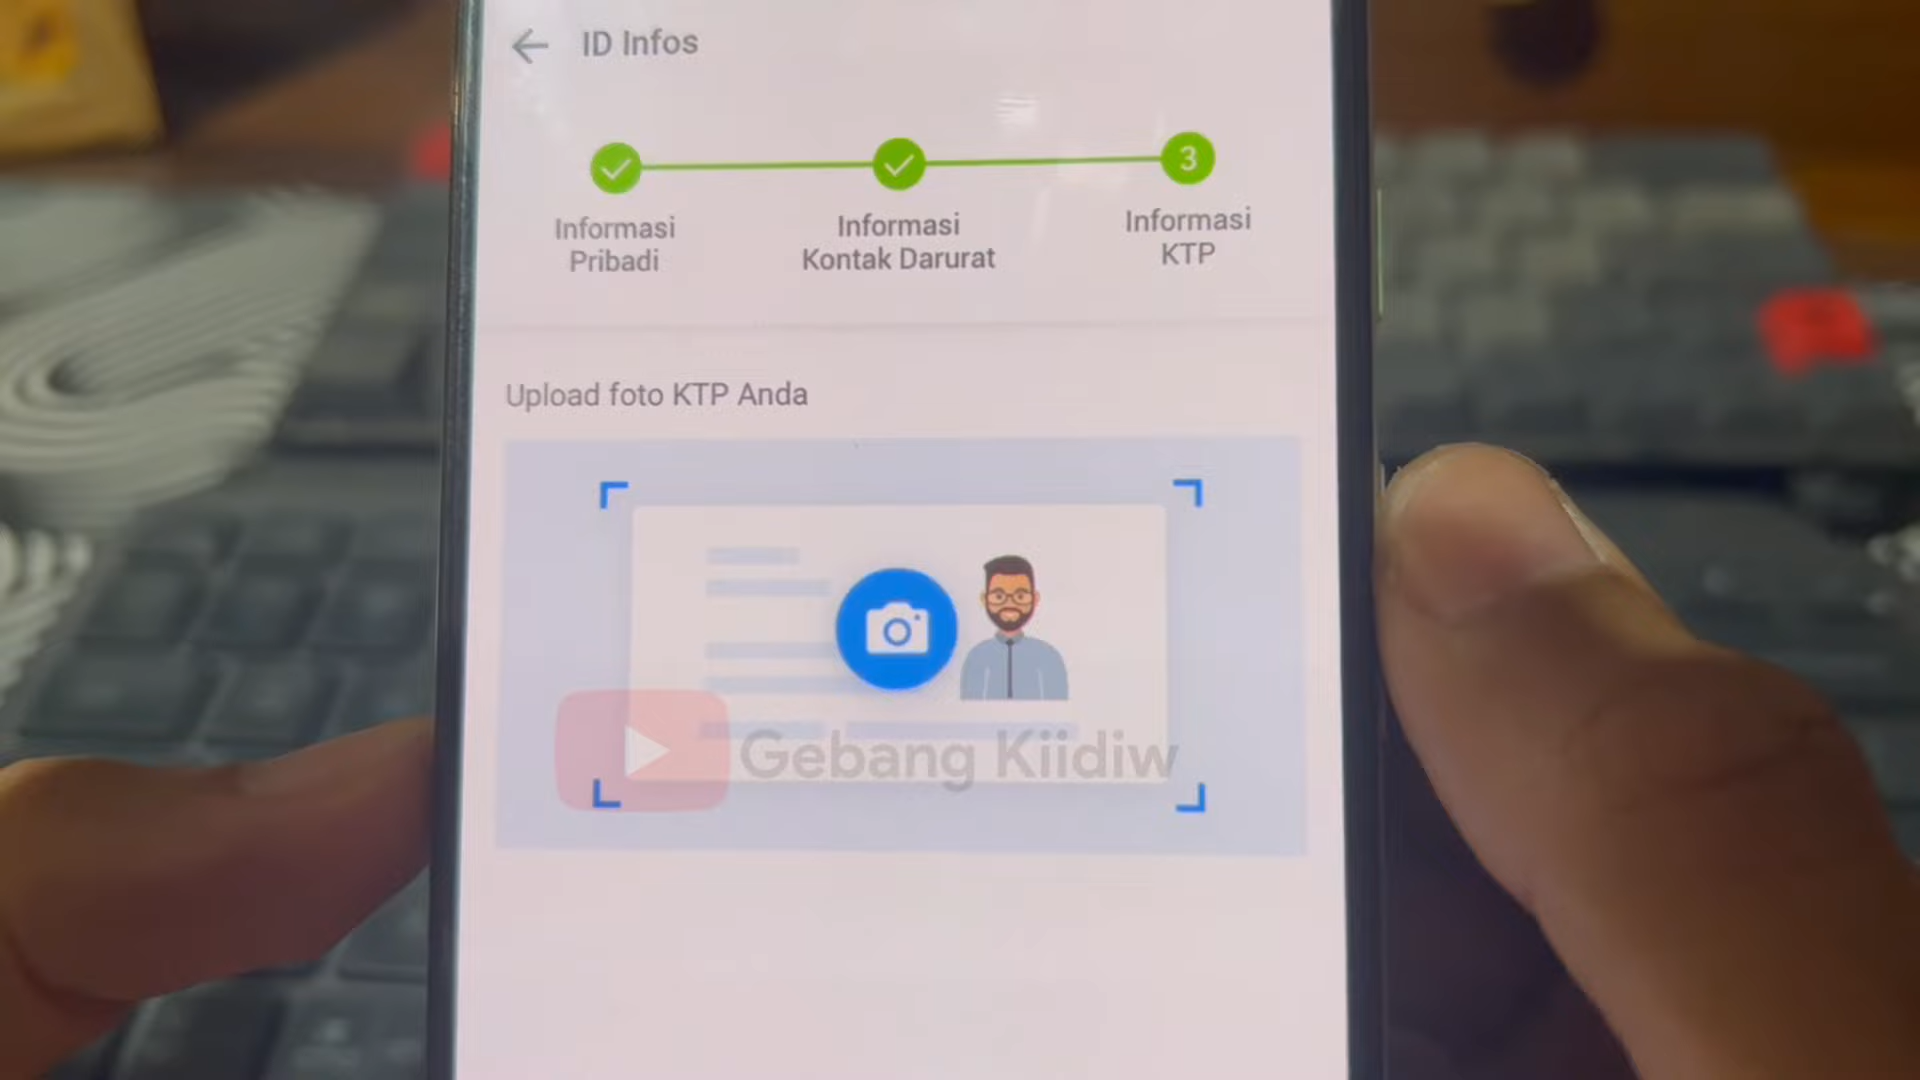 ID Infos
3
Informasi
Pribadi
Informasi
Kontak Darurat
Informasi
KTP
Upload foto KTP Anda
Gebang Kiidiw